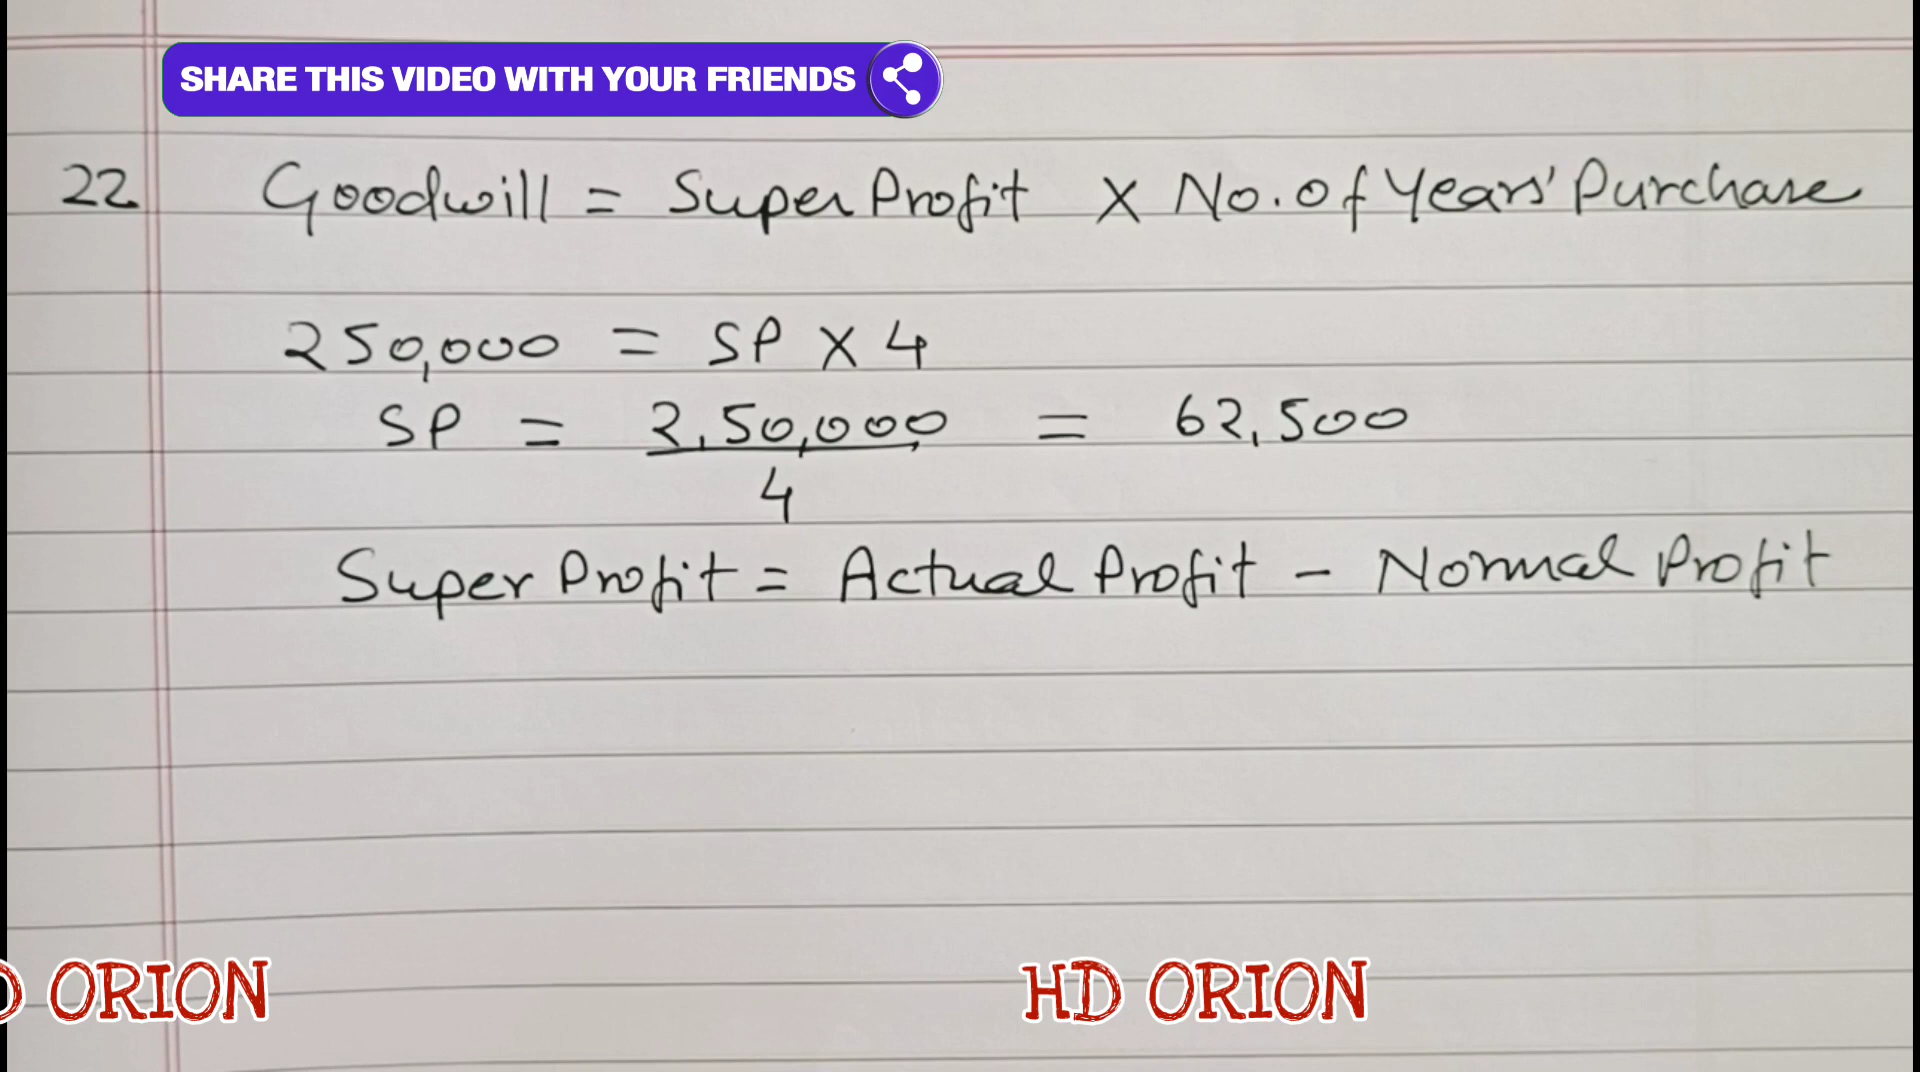 SHARE THIS VIDEO WITH YOUR FRIENDS
22 Goodwill = Super Profit X No. of Years' Purchase
250,000 = SP X 4
SP = 2,50,000 = 62,500
4
Super Profit = Actual Profit - Normal Profit
D ORION
HD ORION